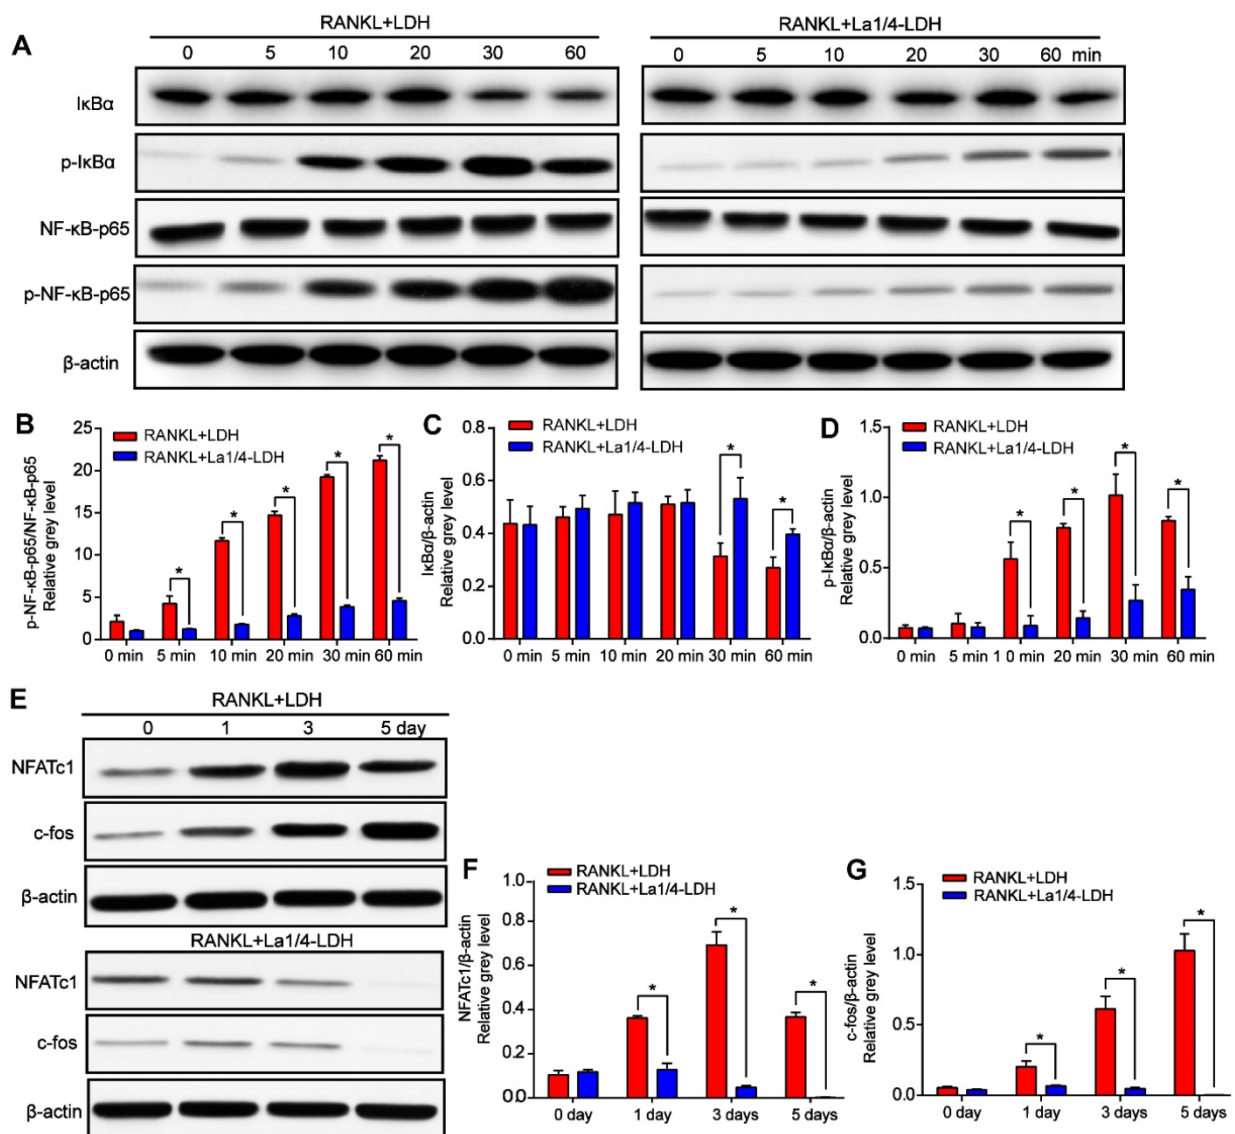 A
RANKL+LDH
0 5 10 20 30 60
RANKL+La1/4-LDH
0 5 10 20 30 60 min
IκBα
p-IκBα
NF-κB-p65
p-NF-κB-p65
β-actin
B
p-NF-κB-p65/NF-κB-p65
Relative grey level
25
20
15
10
5
0
RANKL+LDH
RANKL+La1/4-LDH
* * * * *
0 min 5 min 10 min 20 min 30 min 60 min
C
IκBα/β-actin
Relative grey level
0.8
0.6
0.4
0.2
0.0
RANKL+LDH
RANKL+La1/4-LDH
* *
0 min 5 min 10 min 20 min 30 min 60 min
D
p-IκBα/β-actin
Relative grey level
1.5
1.0
0.5
0.0
RANKL+LDH
RANKL+La1/4-LDH
* * * *
0 min 5 min 1 0 min 20 min 30 min 60 min
E
RANKL+LDH
0 1 3 5 day
NFATc1
c-fos
β-actin
RANKL+La1/4-LDH
NFATc1
c-fos
β-actin
F
NFATc1/β-actin
Relative grey level
1.0
0.8
0.6
0.4
0.2
0.0
RANKL+LDH
RANKL+La1/4-LDH
* * *
0 day 1 day 3 days 5 days
G
c-fos/β-actin
Relative grey level
1.5
1.0
0.5
0.0
RANKL+LDH
RANKL+La1/4-LDH
* * *
0 day 1 day 3 days 5 days